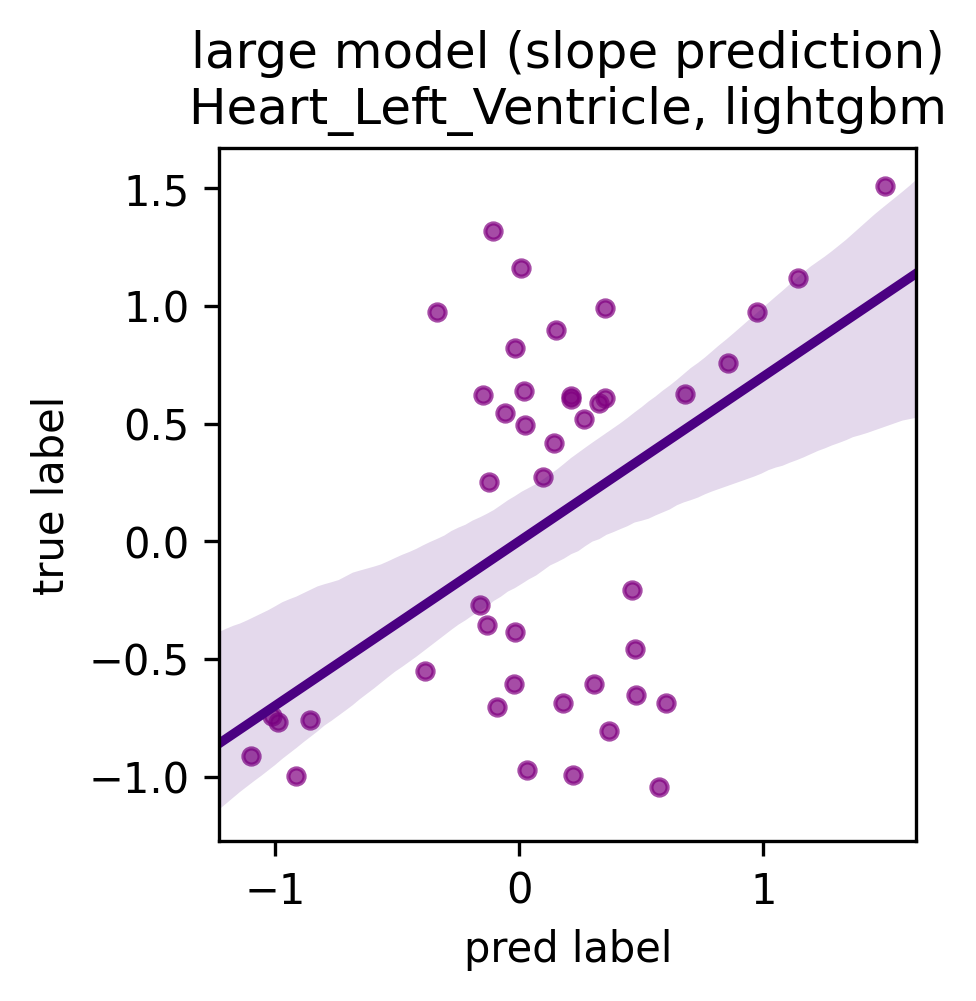 large model (slope prediction)
Heart_Left_Ventricle, lightgbm
1.5
1.0
0.5
0.0
−0.5
−1.0
true label
−1
0
1
pred label